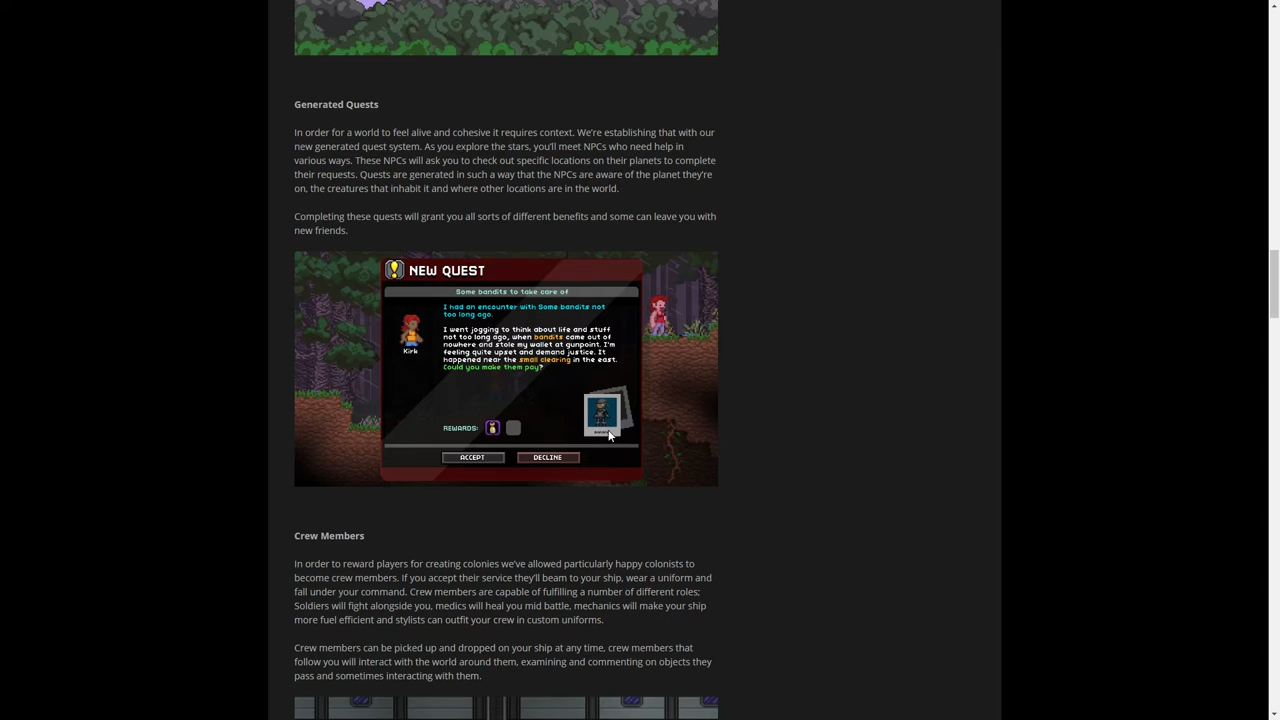 Generated Quests
In order for a world to feel alive and cohesive it requires context. We're establishing that with our
new generated quest system. As you explore the stars, you'll meet NPCs who need help in
various ways. These NPCs will ask you to check out specific locations on their planets to complete
their requests. Quests are generated in such a way that the NPCs are aware of the planet they're
on, the creatures that inhabit it and where other locations are in the world.
Completing these quests will grant you all sorts of different benefits and some can leave you with
new friends.
NEW QUEST
Some bandits to take care of
I had an encounter with Some bandits not
too long ago.
I went jogging to think about life and stuff
not too long ago, when bandits came out of
nowhere and stole my wallet at gunpoint. I'm
feeling quite upset and demand justice. It
happened near the small clearing in the east.
Could you make them pay?
Kirk
REWARDS:
ACCEPT
DECLINE
Crew Members
In order to reward players for creating colonies we've allowed particularly happy colonists to
become crew members. If you accept their service they'll beam to your ship, wear a uniform and
fall under your command. Crew members are capable of fulfilling a number of different roles;
Soldiers will fight alongside you, medics will heal you mid battle, mechanics will make your ship
more fuel efficient and stylists can outfit your crew in custom uniforms.
Crew members can be picked up and dropped on your ship at any time, crew members that
follow you will interact with the world around them, examining and commenting on objects they
pass and sometimes interacting with them.